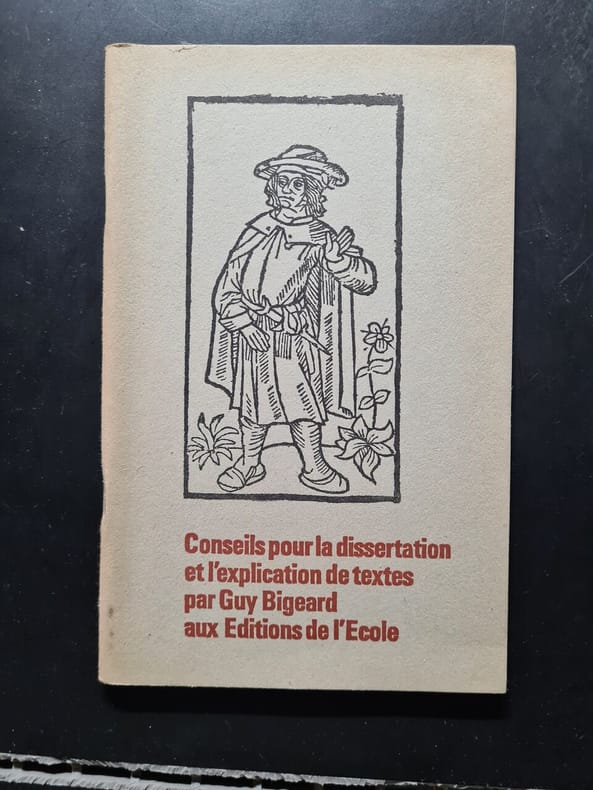 Conseils pour la dissertation
et l'explication de textes
par Guy Bigeard
aux Editions de l'Ecole